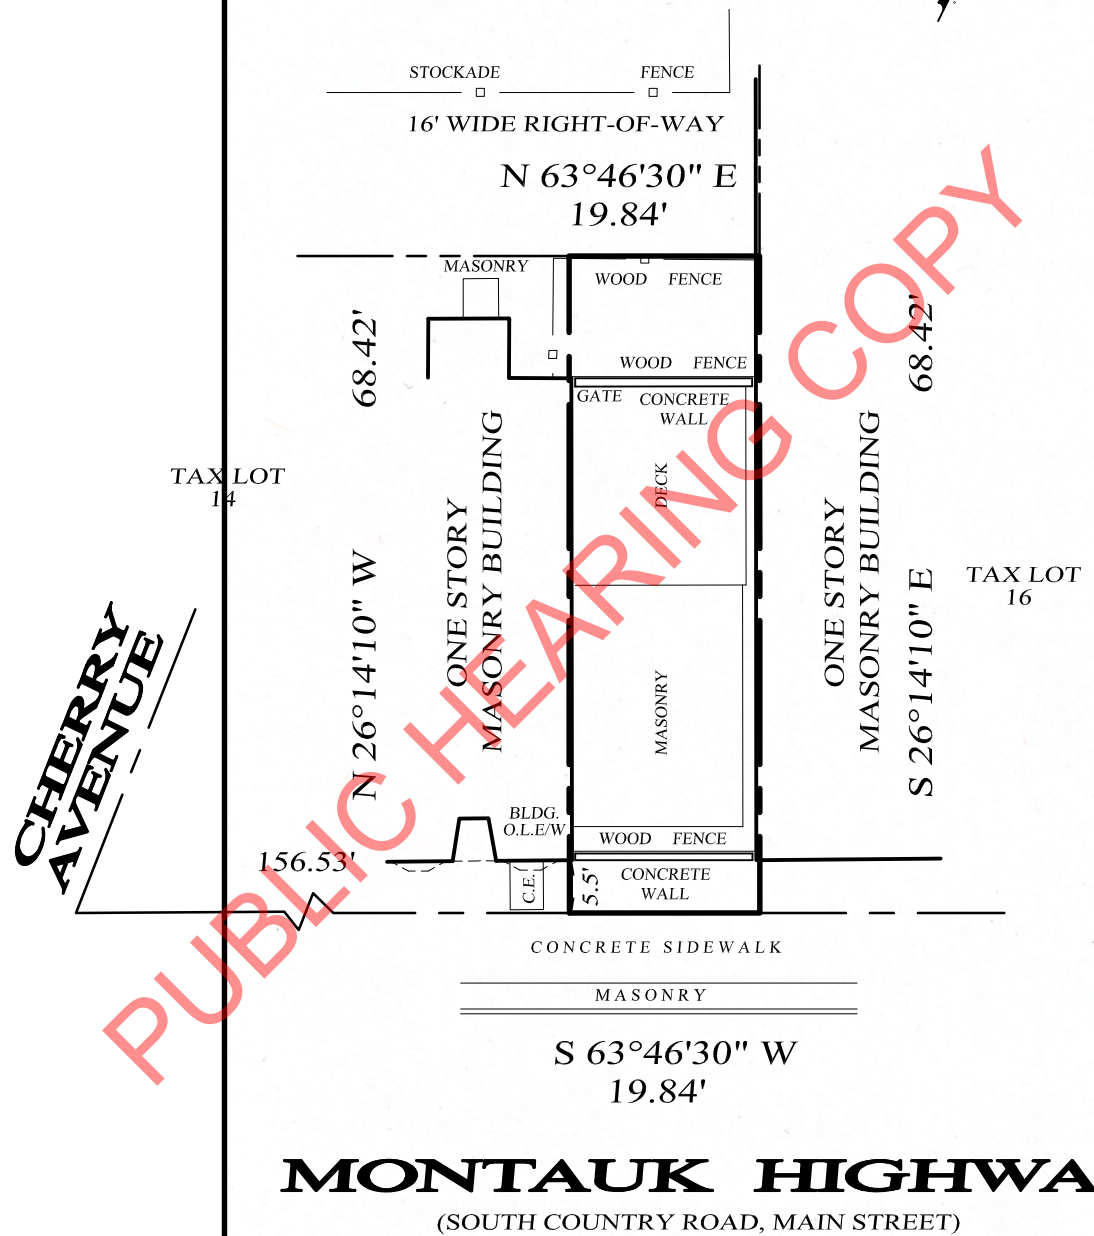 STOCKADE FENCE
16' WIDE RIGHT-OF-WAY
N 63°46'30" E
19.84'
MASONRY
WOOD FENCE
68.42'
68.42'
WOOD FENCE
GATE
CONCRETE
WALL
TAX LOT
14
DECK
ONE STORY
MASONRY BUILDING
ONE STORY
MASONRY BUILDING
N 26°14'10" W
S 26°14'10" E
TAX LOT
16
CHERRY
AVENUE
MASONRY
BLDG.
O.L.E/W
WOOD FENCE
156.53'
C.E.
5.5'
CONCRETE
WALL
CONCRETE SIDEWALK
MASONRY
S 63°46'30" W
19.84'
MONTAUK HIGHWA
(SOUTH COUNTRY ROAD, MAIN STREET)
PUBLIC HEARING COPY